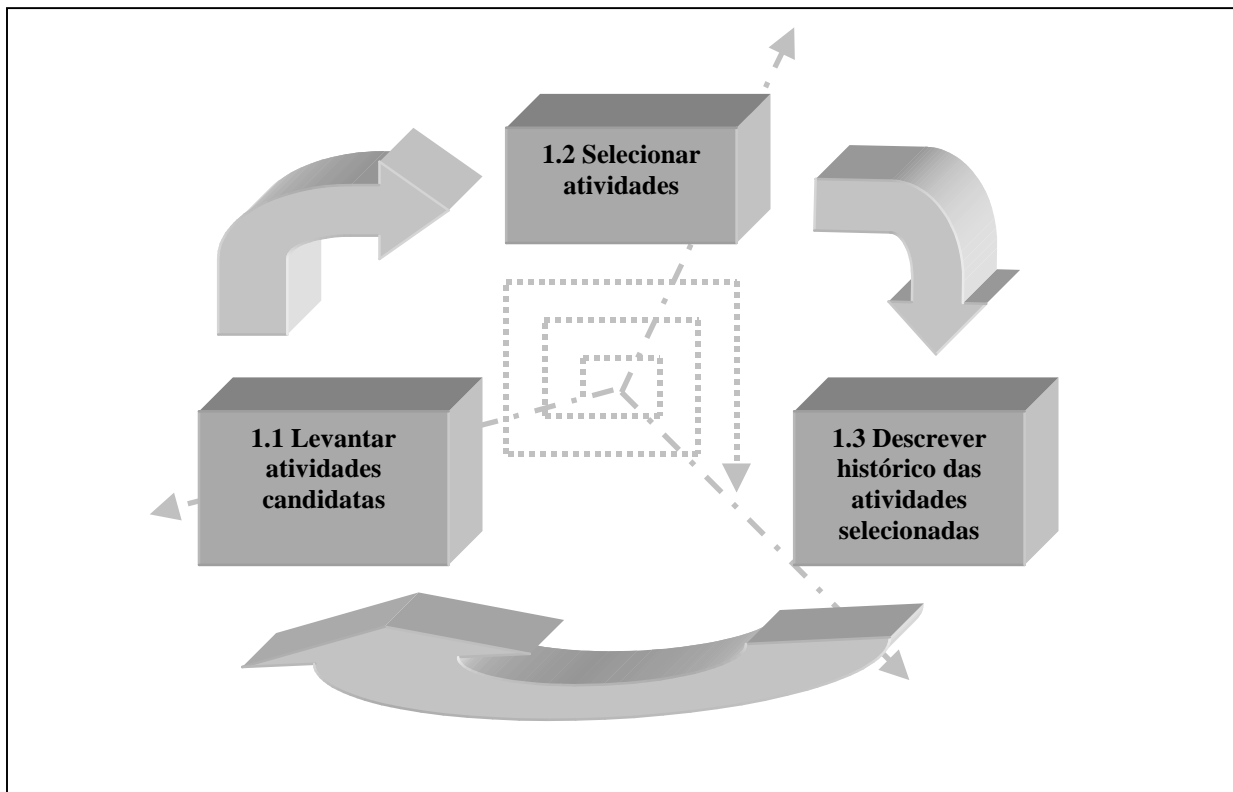 1.2 Selecionar
atividades
1.1 Levantar
atividades
candidatas
1.3 Descrever
histórico das
atividades
selecionadas